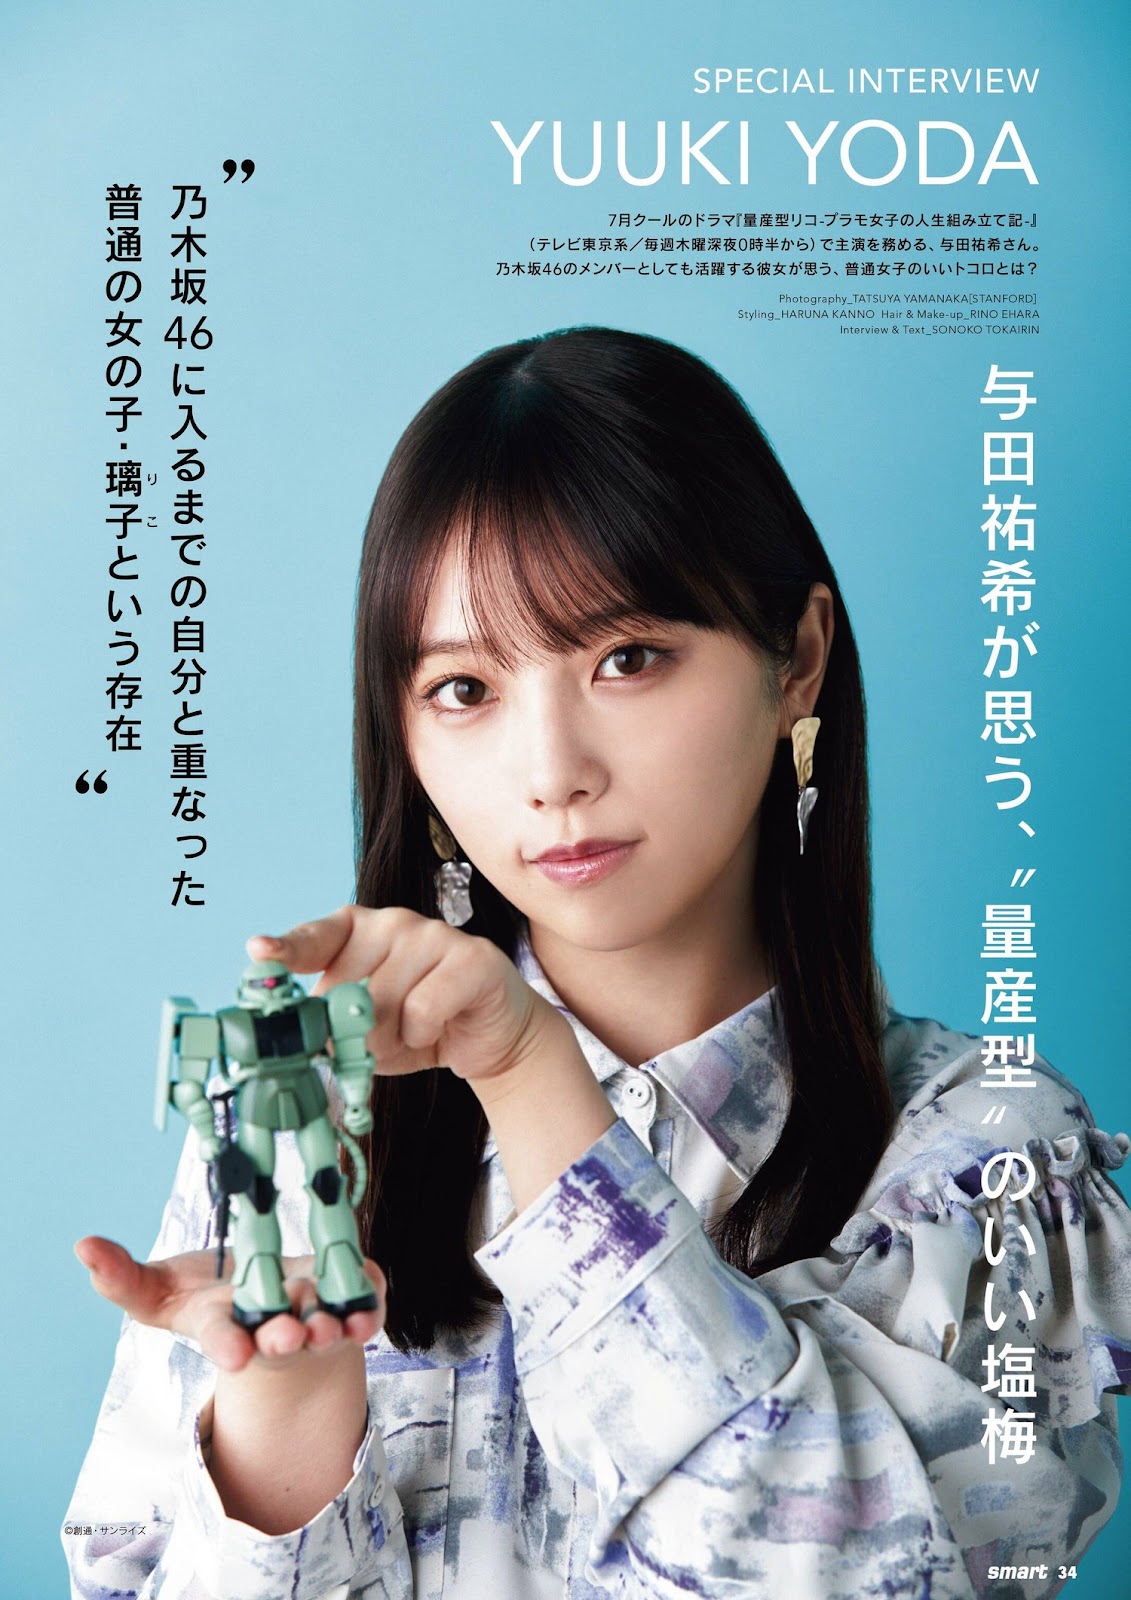 SPECIAL INTERVIEW
YUUKI YODA
7月クールのドラマ『量産型リコ-プラモ女子の人生組み立て記-』
（テレビ東京系／毎週木曜深夜0時半から）で主演を務める、与田祐希さん。
乃木坂46のメンバーとしても活躍する彼女が思う、普通女子のいいトコロとは？
Photography_TATSUYA YAMANAKA[STANFORD]
Styling_HARUNA KANNO Hair & Make-up_RINO EHARA
Interview & Text_SONOKO TOKAIRIN
与田祐希が思う、〝量産型〟のいい塩梅
”乃木坂46に入るまでの自分と重なった
普通の女の子・璃子という存在“
りこ
©創通・サンライズ
smart 34